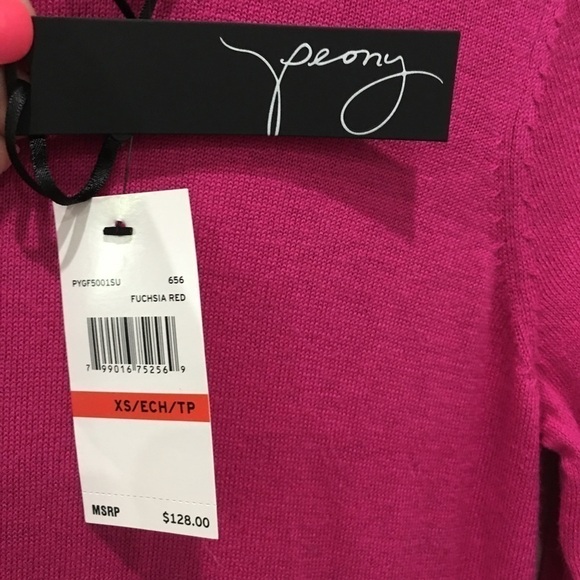 peony
PYGF5001SU 656
FUCHSIA RED
7 99016 75256 9
XS/ECH/TP
MSRP $128.00